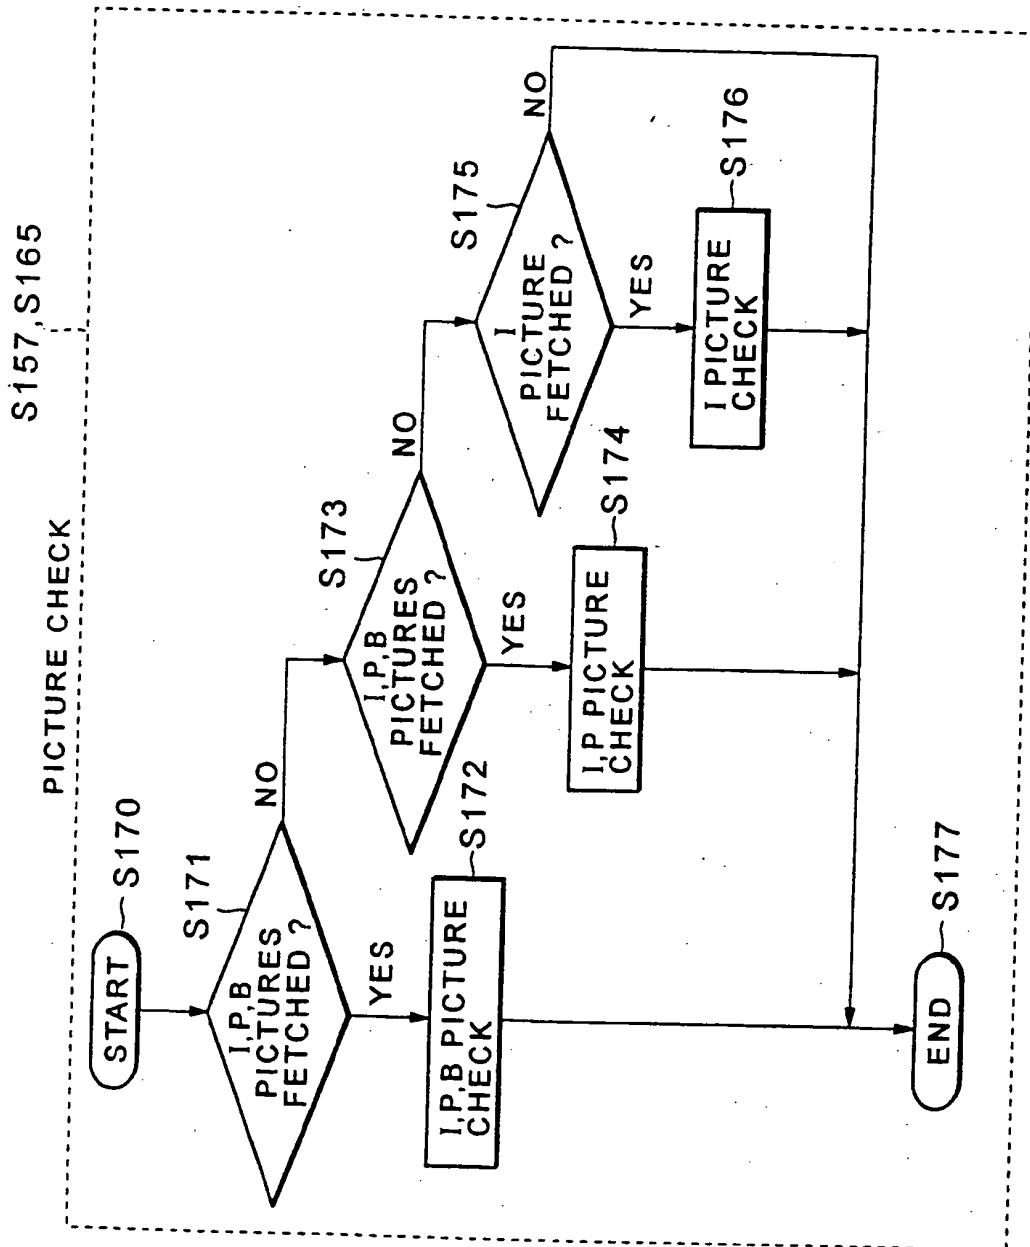 PICTURE CHECK
S157,S165
START
S170
I,P,B
PICTURES
FETCHED ?
S171
NO
YES
I,P,B PICTURE
CHECK
S172
I,P,B
PICTURES
FETCHED ?
S173
NO
YES
I,P PICTURE
CHECK
S174
I
PICTURE
FETCHED ?
S175
NO
YES
I PICTURE
CHECK
S176
END
S177